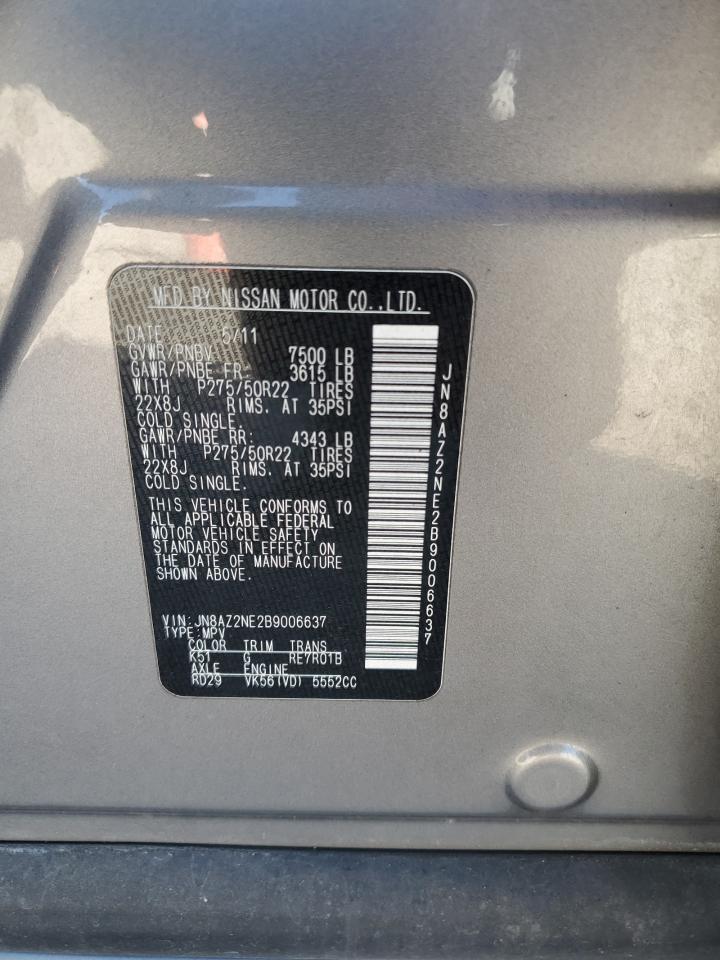 MFD BY NISSAN MOTOR CO.,LTD.
DATE 5/11
GVWR/PNBV 7500 LB
GAWR/PNBE FR: 3615 LB
WITH P275/50R22 TIRES
22X8J RIMS. AT 35PSI
COLD SINGLE.
GAWR/PNBE RR: 4343 LB
WITH P275/50R22 TIRES
22X8J RIMS. AT 35PSI
COLD SINGLE.
THIS VEHICLE CONFORMS TO
ALL APPLICABLE FEDERAL
MOTOR VEHICLE SAFETY
STANDARDS IN EFFECT ON
THE DATE OF MANUFACTURE
SHOWN ABOVE.
VIN: JN8AZ2NE2B9006637
TYPE: MPV
COLOR TRIM TRANS
K51 G RE7R01B
AXLE ENGINE
RD29 VK56(VD) 5552CC
JN8AZ2NE2B9006637